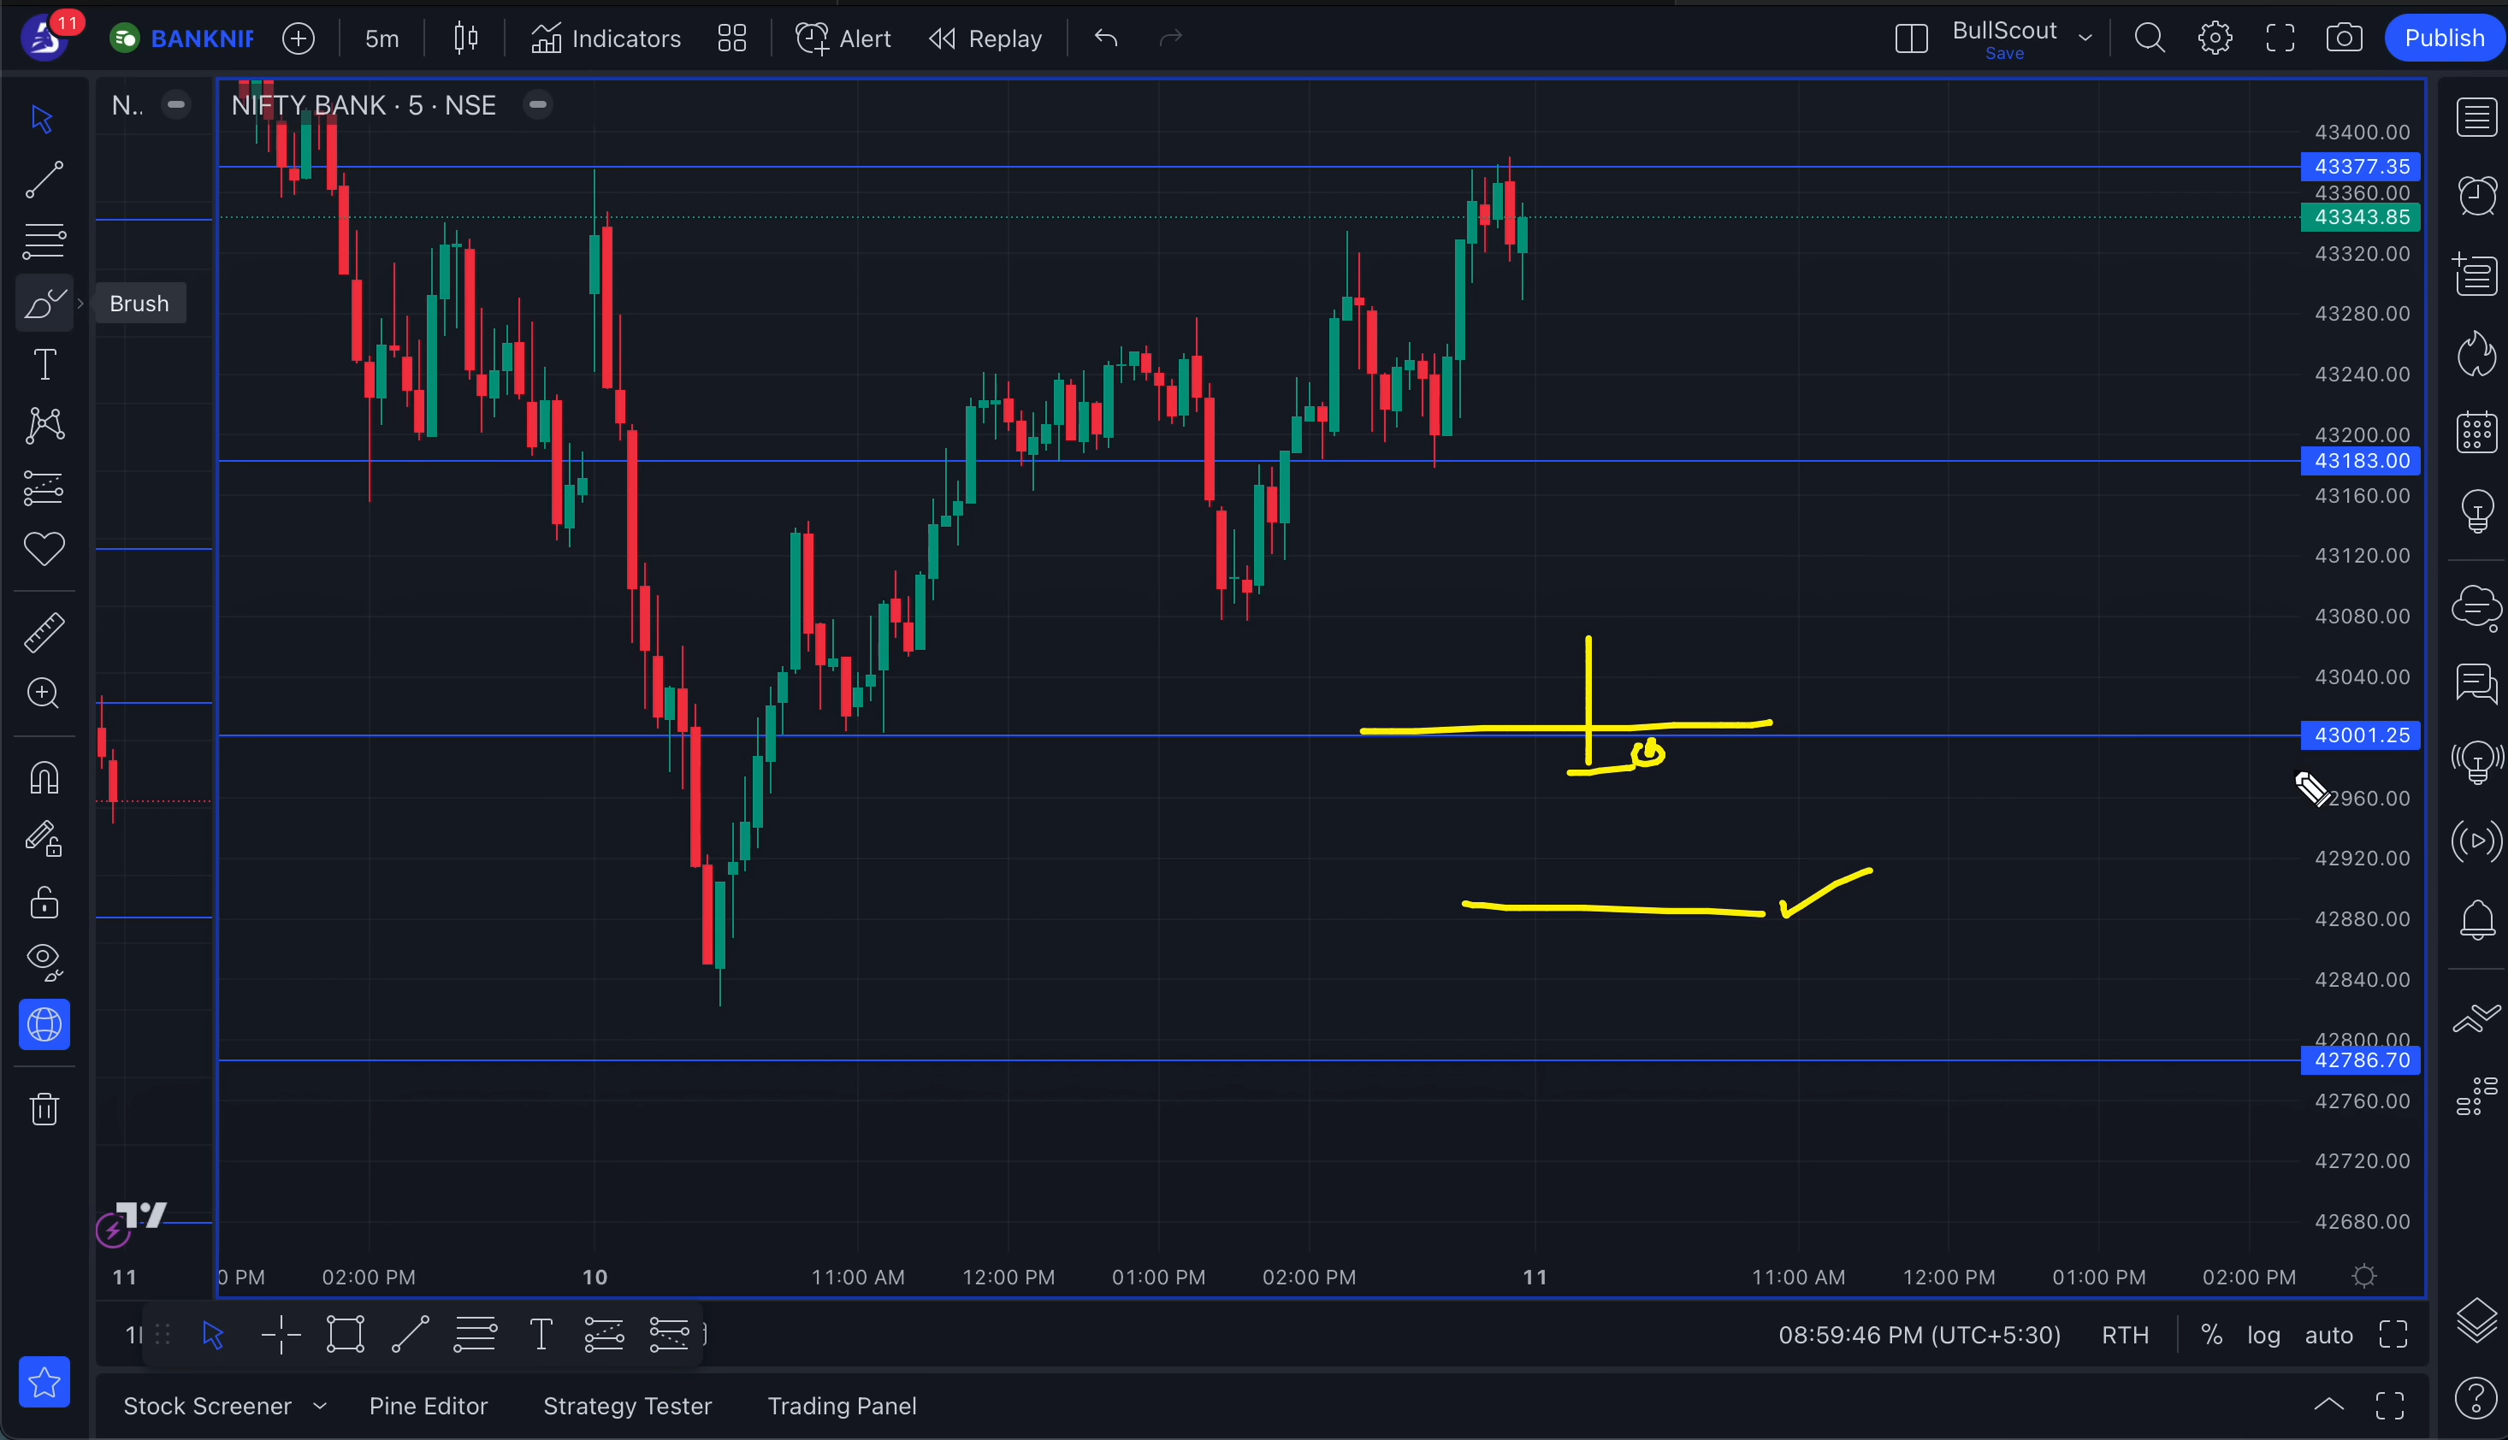 11
BANKNIF
5m
Indicators
Alert
Replay
BullScout
Save
Publish
N..
NIFTY BANK · 5 · NSE
Brush
T
43400.00
43377.35
43360.00
43343.85
43320.00
43280.00
43240.00
43200.00
43183.00
43160.00
43120.00
43080.00
43040.00
43001.25
2960.00
42920.00
42880.00
42840.00
42800.00
42786.70
42760.00
42720.00
42680.00
11
0 PM
02:00 PM
10
11:00 AM
12:00 PM
01:00 PM
02:00 PM
11
11:00 AM
12:00 PM
01:00 PM
02:00 PM
T
08:59:46 PM (UTC+5:30)
RTH
%
log
auto
Stock Screener
Pine Editor
Strategy Tester
Trading Panel